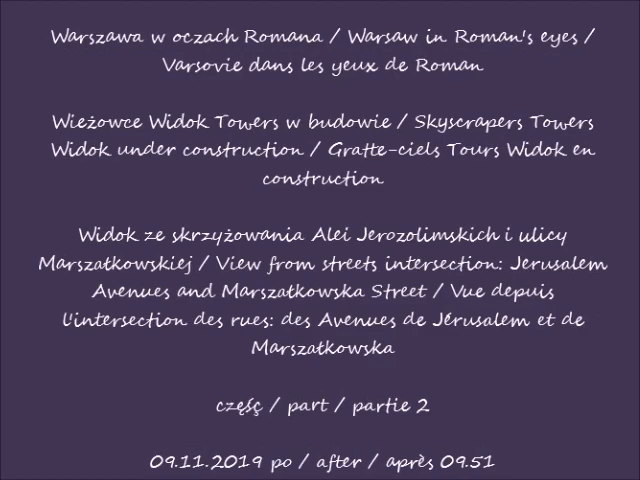 Warszawa w oczach Romana / Warsaw in Roman's eyes /
Varsovie dans les yeux de Roman
Wieżowce Widok Towers w budowie / Skyscrapers Towers
Widok under construction / Gratte-ciels Tours Widok en
construction
Widok ze skrzyżowania Alei Jerozolimskich i ulicy
Marszałkowskiej / View from streets intersection: Jerusalem
Avenues and Marszałkowska Street / Vue depuis
l'intersection des rues: des Avenues de Jérusalem et de
Marszałkowska
częśç / part / partie 2
09.11.2019 po / after / après 09.51